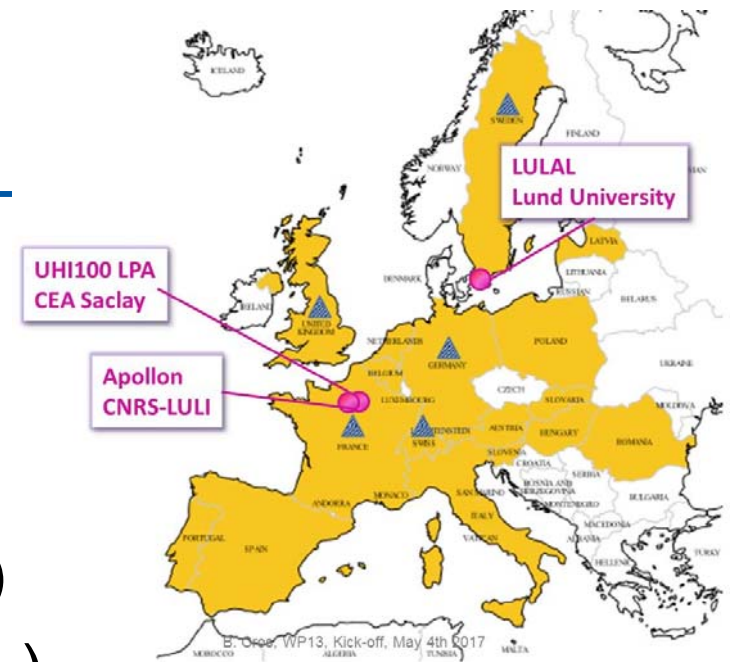 ICELAND
SWEDEN
FINLAND
NORWAY
LULAL
Lund University
LATVIA
LITHUANIA
DENMARK
RUSSIAN
BELARUS
UHI100 LPA
CEA Saclay
IRELAND
UNITED
KINGDOM
NETHERLANDS
GERMANY
POLAND
BELGIUM
UKRAINE
Apollon
CNRS-LULI
LUXEMBOURG
CZECH
SLOVAKIA
MOLDOVA
FRANCE
SWISS
AUSTRIA
HUNGARY
ROMANIA
SLOVENIA
CROATIA
SERBIA
BOSNIA AND
HERZEGOVINA
MONTENEGRO
BULGARIA
ANDORRA
MONACO
SAN MARINO
ITALY
VATICAN
MACEDONIA
ALBANIA
HELLENIC
TURKY
PORTUGAL
SPAIN
)
)
B. Cros, WP13, Kick-off, May 4th 2017
MOROCCO
ALGERIA
TUNISIA
MALTA